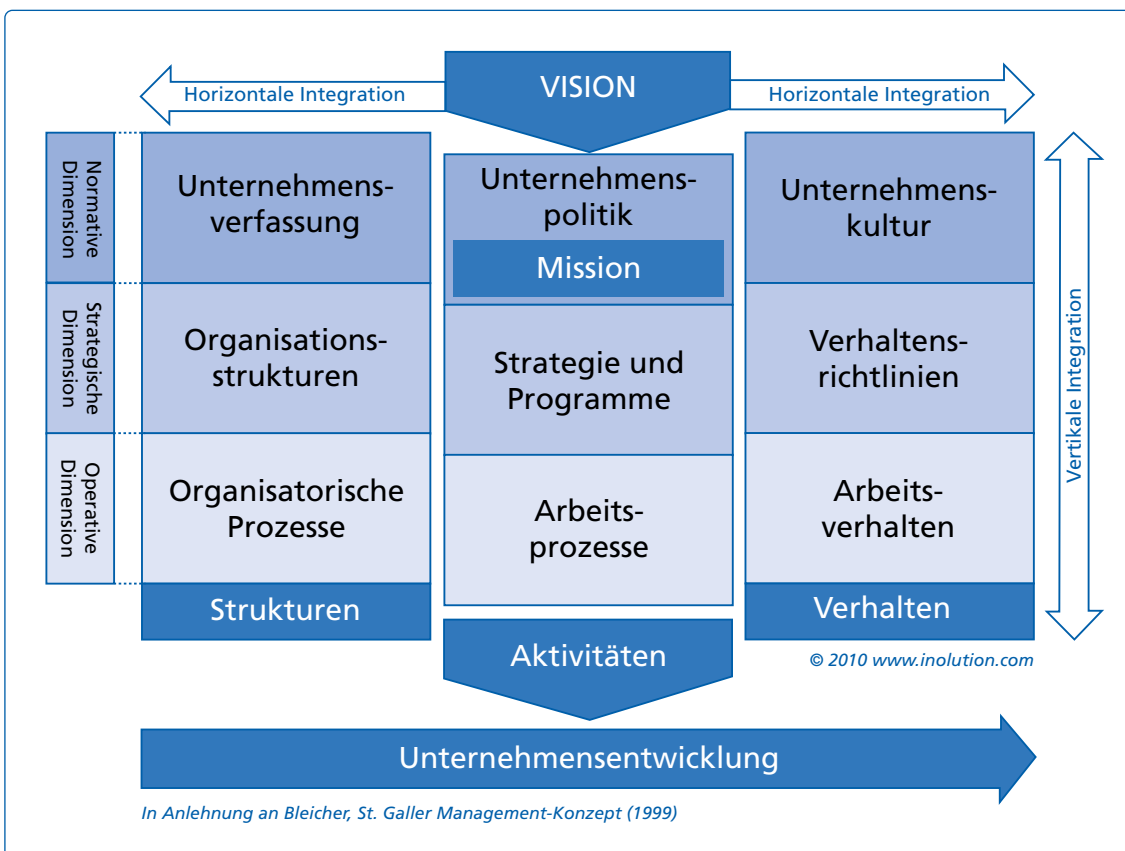 VISION
Horizontale Integration
Horizontale Integration
Normative
Dimension
Unternehmens-
verfassung
Unternehmens-
politik
Mission
Unternehmens-
kultur
Strategische
Dimension
Organisations-
strukturen
Strategie und
Programme
Verhaltens-
richtlinien
Vertikale Integration
Operative
Dimension
Organisatorische
Prozesse
Arbeits-
prozesse
Arbeits-
verhalten
Strukturen
Aktivitäten
Verhalten
© 2010 www.inolution.com
Unternehmensentwicklung
In Anlehnung an Bleicher, St. Galler Management-Konzept (1999)